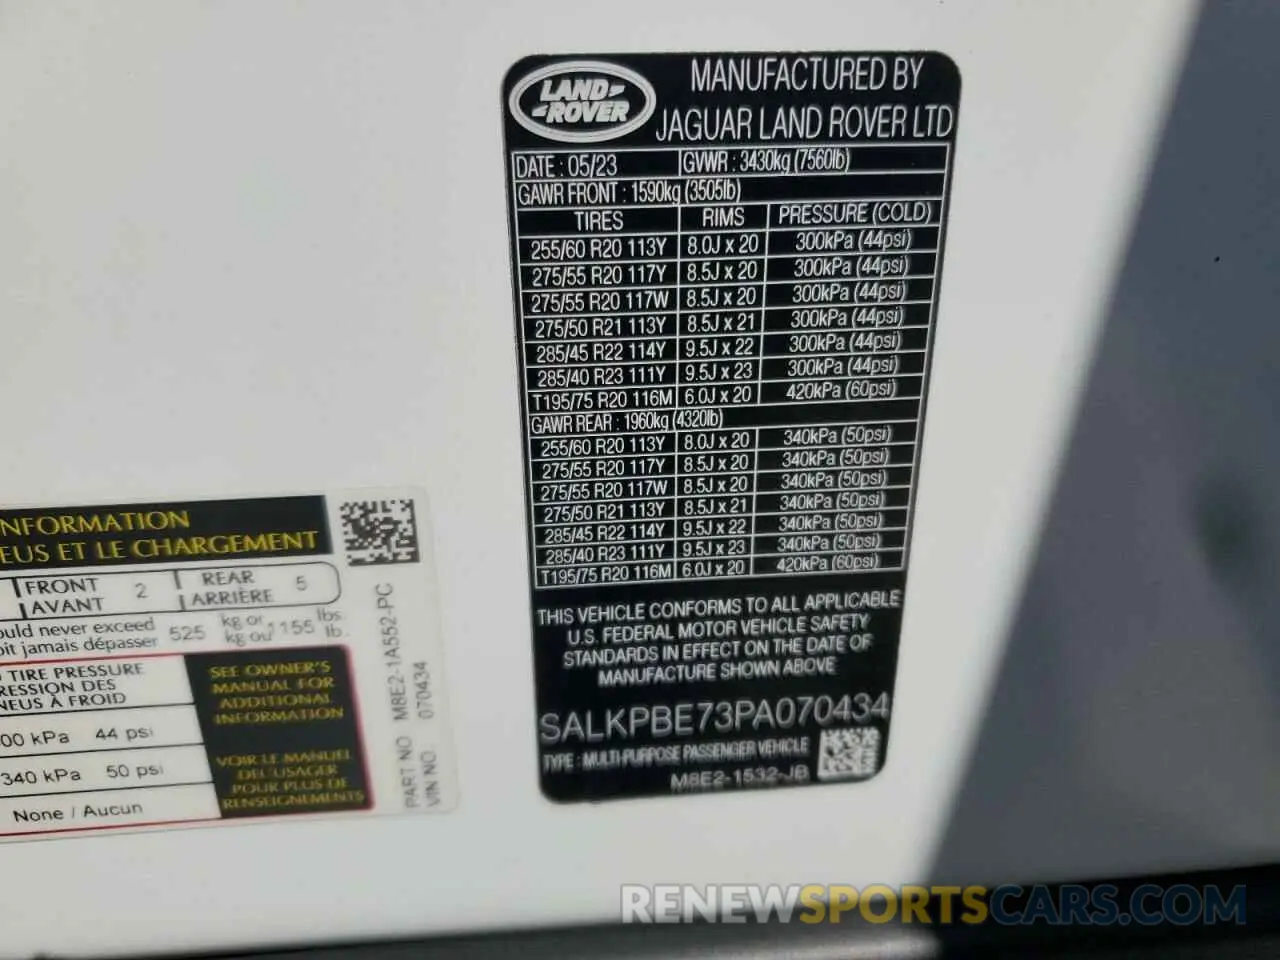 LAND ROVER
MANUFACTURED BY
JAGUAR LAND ROVER LTD
DATE : 05/23 GVWR : 3430kg (7560lb)
GAWR FRONT : 1590kg (3505lb)
TIRES RIMS PRESSURE (COLD)
255/60 R20 113Y 8.0J x 20 300kPa (44psi)
275/55 R20 117Y 8.5J x 20 300kPa (44psi)
275/55 R20 117W 8.5J x 20 300kPa (44psi)
275/50 R21 113Y 8.5J x 21 300kPa (44psi)
285/45 R22 114Y 9.5J x 22 300kPa (44psi)
285/40 R23 111Y 9.5J x 23 300kPa (44psi)
T195/75 R20 116M 6.0J x 20 420kPa (60psi)
GAWR REAR : 1960kg (4320lb)
255/60 R20 113Y 8.0J x 20 340kPa (50psi)
275/55 R20 117Y 8.5J x 20 340kPa (50psi)
275/55 R20 117W 8.5J x 20 340kPa (50psi)
275/50 R21 113Y 8.5J x 21 340kPa (50psi)
285/45 R22 114Y 9.5J x 22 340kPa (50psi)
285/40 R23 111Y 9.5J x 23 340kPa (50psi)
T195/75 R20 116M 6.0J x 20 420kPa (60psi)
THIS VEHICLE CONFORMS TO ALL APPLICABLE
U.S. FEDERAL MOTOR VEHICLE SAFETY
STANDARDS IN EFFECT ON THE DATE OF
MANUFACTURE SHOWN ABOVE
SALKPBE73PA070434
TYPE : MULTI-PURPOSE PASSENGER VEHICLE
M8E2-1532-JB
NFORMATION
EUS ET LE CHARGEMENT
FRONT 2 REAR 5
AVANT ARRIÈRE
ould never exceed 525 kg or 1155 lbs.
oit jamais dépasser kg ou lb.
TIRE PRESSURE
RESSION DES
NEUS À FROID
00 kPa 44 psi
340 kPa 50 psi
None / Aucun
SEE OWNER'S
MANUAL FOR
ADDITIONAL
INFORMATION
VOIR LE MANUEL
DE L'USAGER
POUR PLUS DE
RENSEIGNEMENTS
PART NO M8E2-1A552-PC
VIN NO. 070434
RENEWSPORTSCARS.COM